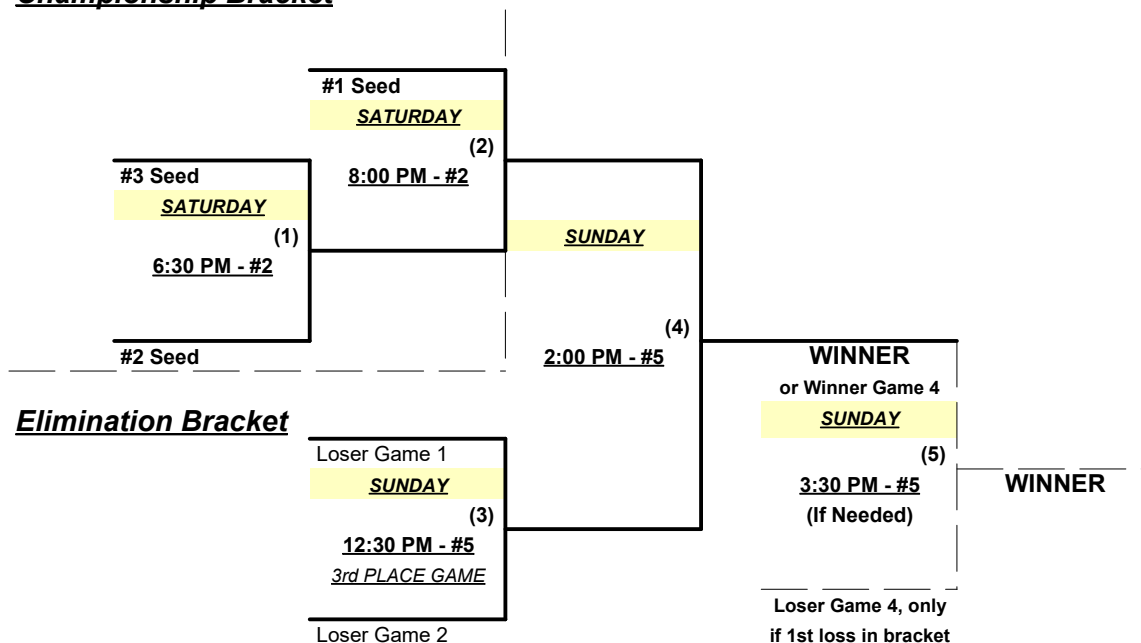 Championship Bracket
#1 Seed
SATURDAY
(2)
8:00 PM - #2
#3 Seed
SATURDAY
(1)
6:30 PM - #2
#2 Seed
SUNDAY
(4)
2:00 PM - #5
WINNER
or Winner Game 4
SUNDAY
(5)
3:30 PM - #5
(If Needed)
WINNER
Loser Game 4, only
if 1st loss in bracket
Elimination Bracket
Loser Game 1
SUNDAY
(3)
12:30 PM - #5
3rd PLACE GAME
Loser Game 2